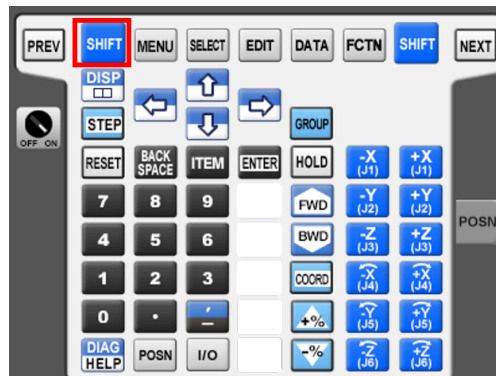 PREV SHIFT MENU SELECT EDIT DATA FCTN SHIFT NEXT
DISP
STEP GROUP
OFF ON
RESET BACK SPACE ITEM ENTER HOLD -X (J1) +X (J1)
7 8 9 FWD -Y (J2) +Y (J2)
POSN
4 5 6 BWD -Z (J3) +Z (J3)
1 2 3 COORD -X (J4) +X (J4)
0 . +% -Y (J5) +Y (J5)
DIAG HELP POSN I/O -% -Z (J6) +Z (J6)